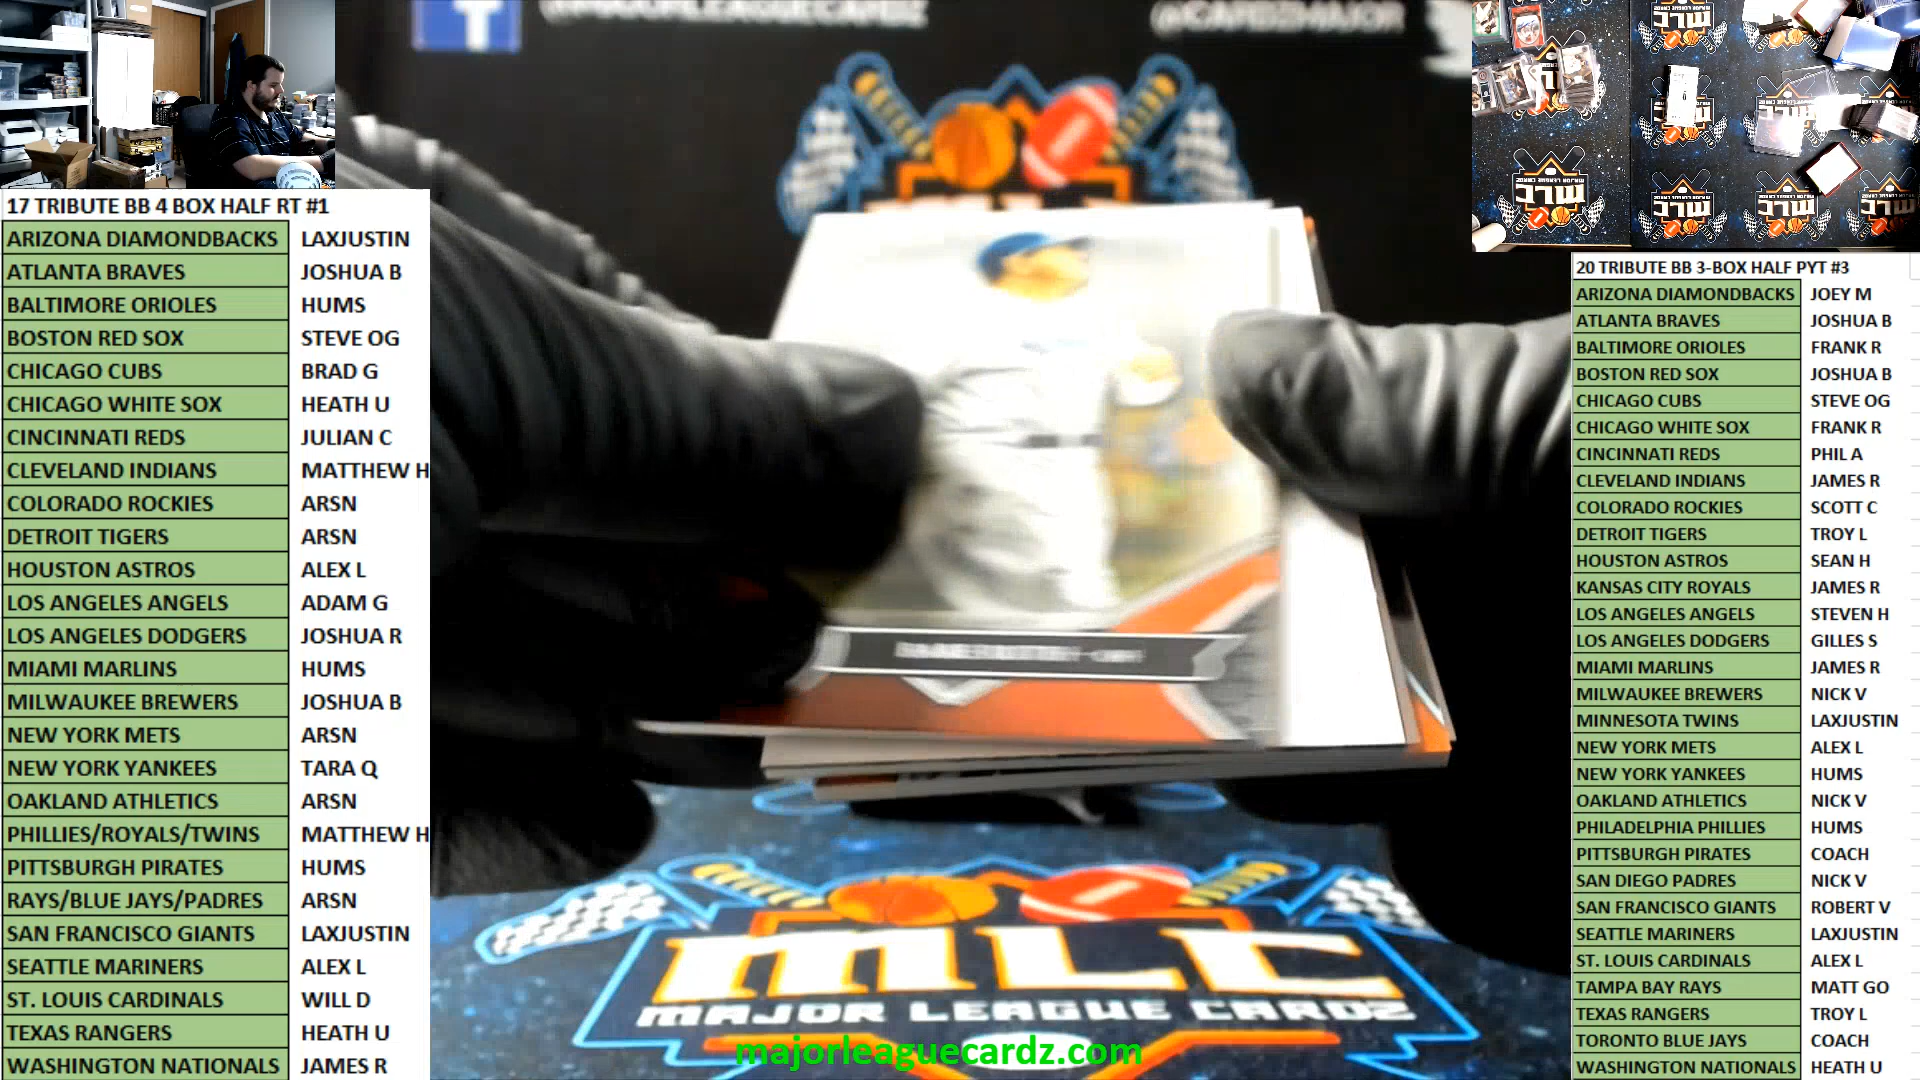 @CARDZMAJOR
17 TRIBUTE BB 4 BOX HALF RT #1
ARIZONA DIAMONDBACKS LAXJUSTIN
ATLANTA BRAVES JOSHUA B
BALTIMORE ORIOLES HUMS
BOSTON RED SOX STEVE OG
CHICAGO CUBS BRAD G
CHICAGO WHITE SOX HEATH U
CINCINNATI REDS JULIAN C
CLEVELAND INDIANS MATTHEW H
COLORADO ROCKIES ARSN
DETROIT TIGERS ARSN
HOUSTON ASTROS ALEX L
LOS ANGELES ANGELS ADAM G
LOS ANGELES DODGERS JOSHUA R
MIAMI MARLINS HUMS
MILWAUKEE BREWERS JOSHUA B
NEW YORK METS ARSN
NEW YORK YANKEES TARA Q
OAKLAND ATHLETICS ARSN
PHILLIES/ROYALS/TWINS MATTHEW H
PITTSBURGH PIRATES HUMS
RAYS/BLUE JAYS/PADRES ARSN
SAN FRANCISCO GIANTS LAXJUSTIN
SEATTLE MARINERS ALEX L
ST. LOUIS CARDINALS WILL D
TEXAS RANGERS HEATH U
WASHINGTON NATIONALS JAMES R
MLC
MAJOR LEAGUE CARDZ
majorleaguecardz.com
20 TRIBUTE BB 3-BOX HALF PYT #3
ARIZONA DIAMONDBACKS JOEY M
ATLANTA BRAVES JOSHUA B
BALTIMORE ORIOLES FRANK R
BOSTON RED SOX JOSHUA B
CHICAGO CUBS STEVE OG
CHICAGO WHITE SOX FRANK R
CINCINNATI REDS PHIL A
CLEVELAND INDIANS JAMES R
COLORADO ROCKIES SCOTT C
DETROIT TIGERS TROY L
HOUSTON ASTROS SEAN H
KANSAS CITY ROYALS JAMES R
LOS ANGELES ANGELS STEVEN H
LOS ANGELES DODGERS GILLES S
MIAMI MARLINS JAMES R
MILWAUKEE BREWERS NICK V
MINNESOTA TWINS LAXJUSTIN
NEW YORK METS ALEX L
NEW YORK YANKEES HUMS
OAKLAND ATHLETICS NICK V
PHILADELPHIA PHILLIES HUMS
PITTSBURGH PIRATES COACH
SAN DIEGO PADRES NICK V
SAN FRANCISCO GIANTS ROBERT V
SEATTLE MARINERS LAXJUSTIN
ST. LOUIS CARDINALS ALEX L
TAMPA BAY RAYS MATT GO
TEXAS RANGERS TROY L
TORONTO BLUE JAYS COACH
WASHINGTON NATIONALS HEATH U